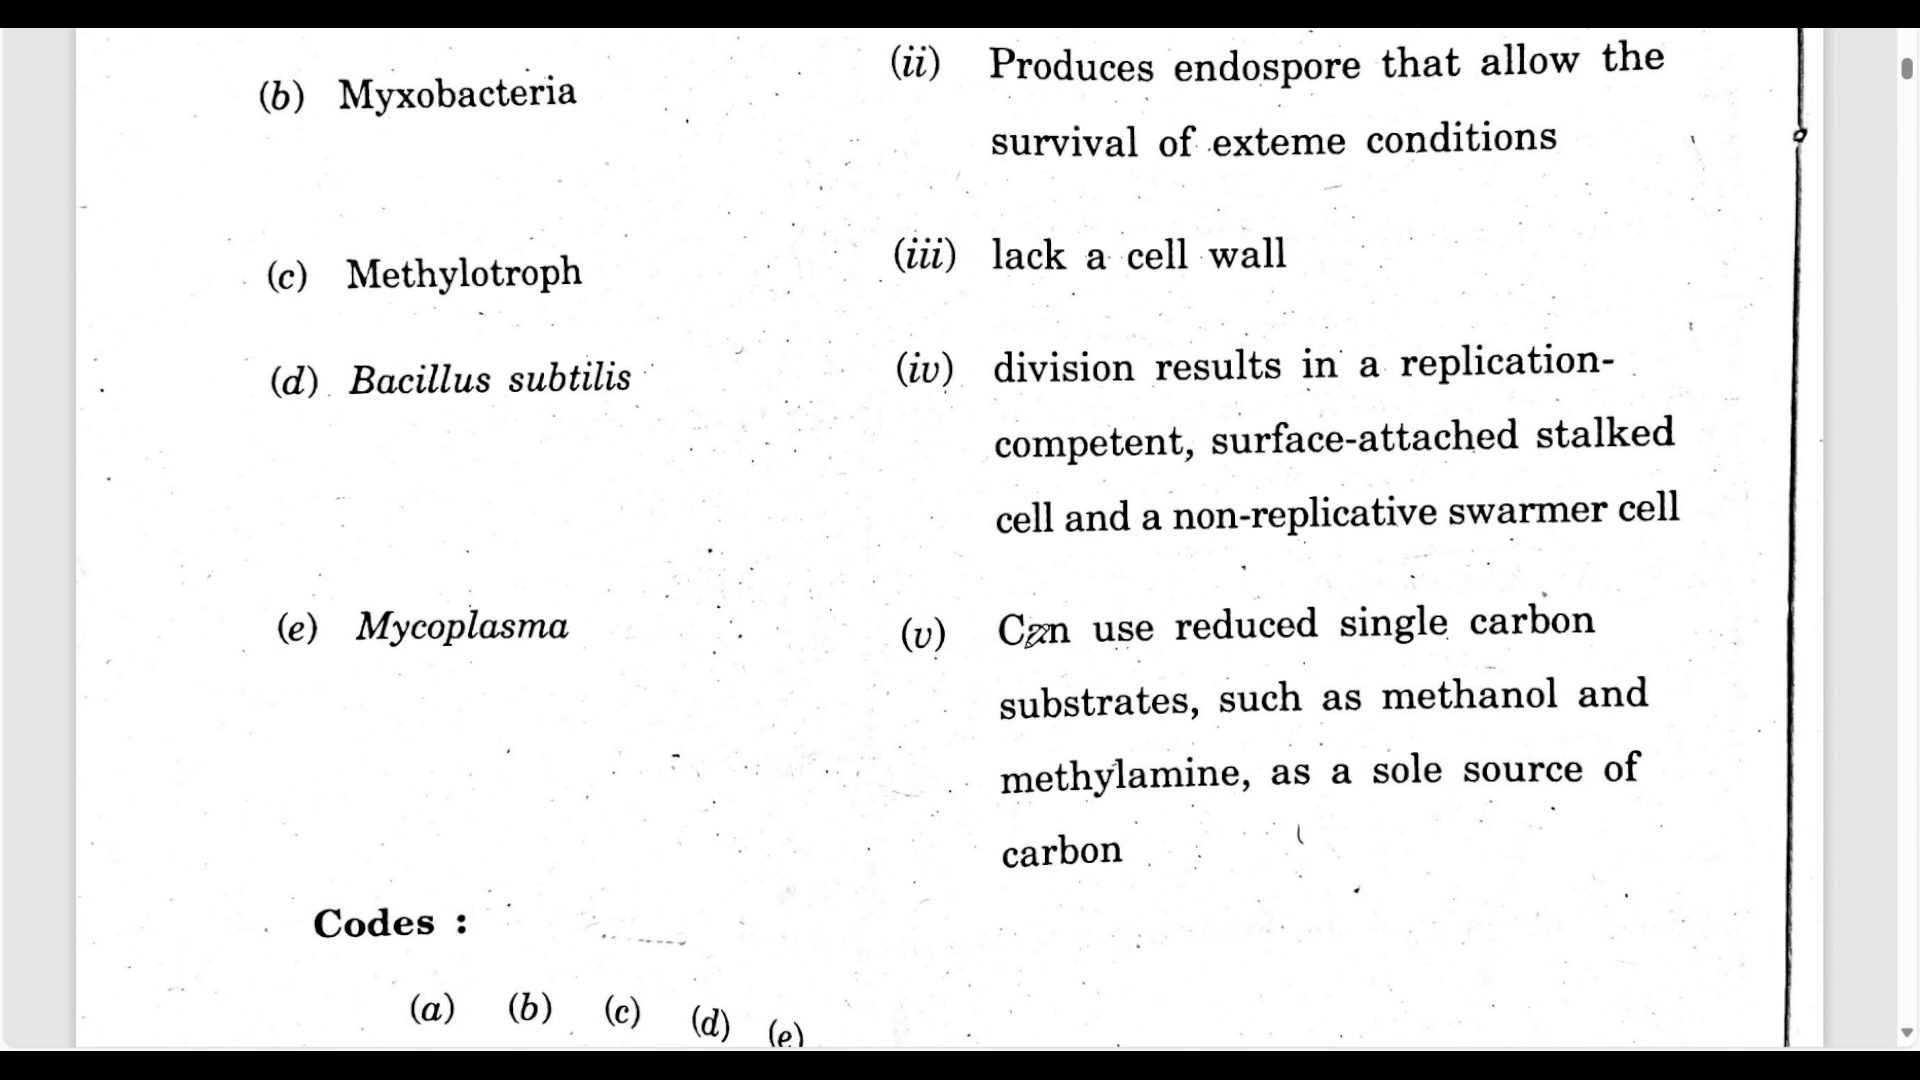 (ii) Produces endospore that allow the
(b) Myxobacteria
survival of exteme conditions
(iii) lack a cell wall
(c) Methylotroph
(iv) division results in a replication-
(d) Bacillus subtilis
competent, surface-attached stalked
cell and a non-replicative swarmer cell
(e) Mycoplasma
(v) Can use reduced single carbon
substrates, such as methanol and
methylamine, as a sole source of
carbon
Codes :
(a) (b) (c) (d) (e)